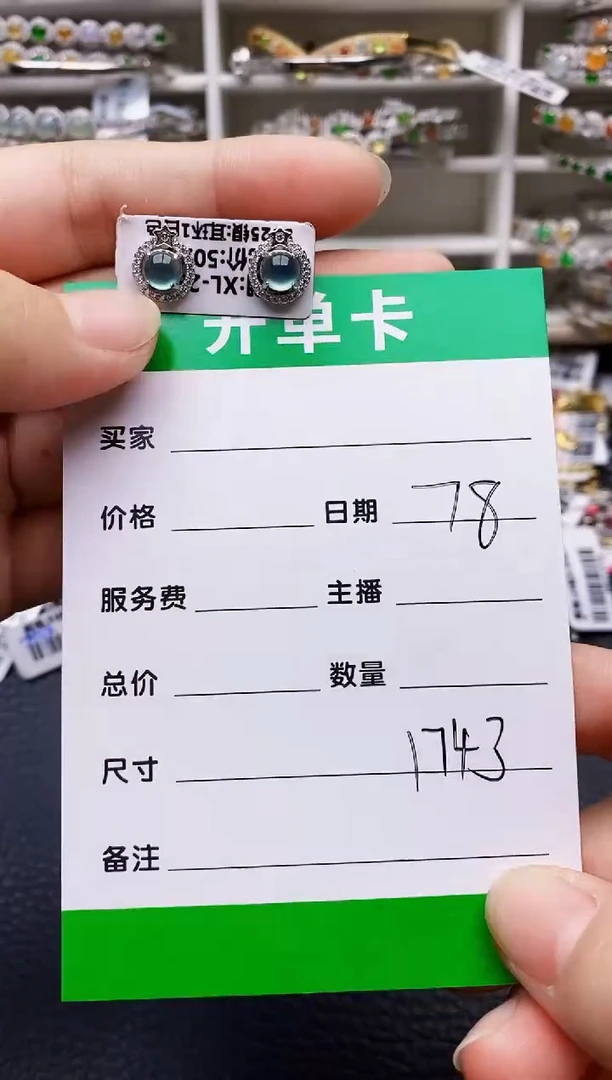 开单卡
买家
价格 日期 78
服务费 主播
总价 数量
尺寸 1743
备注